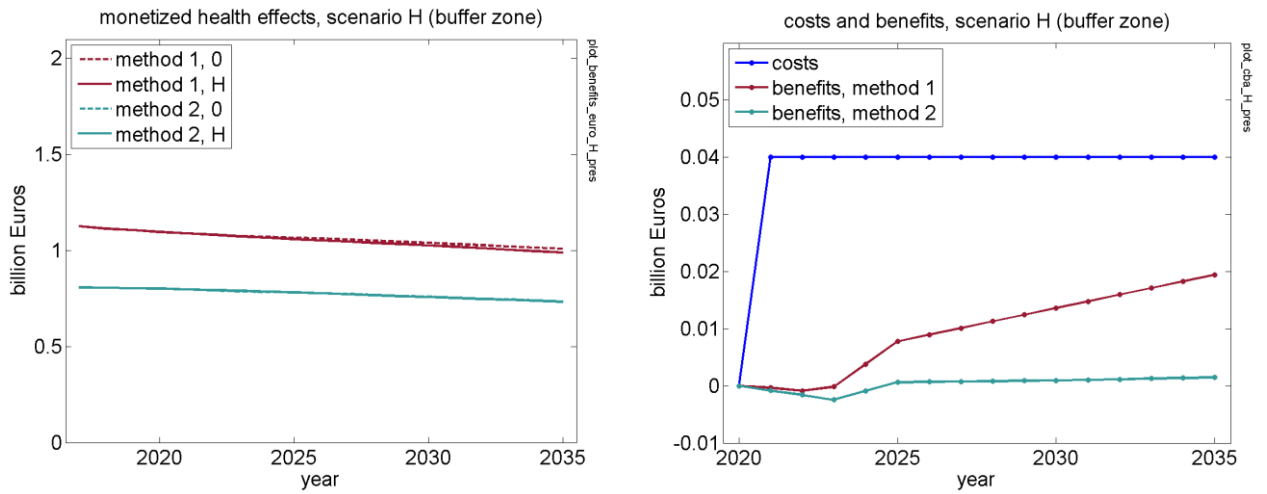 monetized health effects, scenario H (buffer zone)
2
1.5
1
0.5
0
billion Euros
method 1, 0
method 1, H
method 2, 0
method 2, H
2020
2025
2030
2035
year
plot_benefits_euro_H_pres
costs and benefits, scenario H (buffer zone)
0.05
0.04
0.03
0.02
0.01
0
-0.01
billion Euros
costs
benefits, method 1
benefits, method 2
2020
2025
2030
2035
year
plot_cba_H_pres